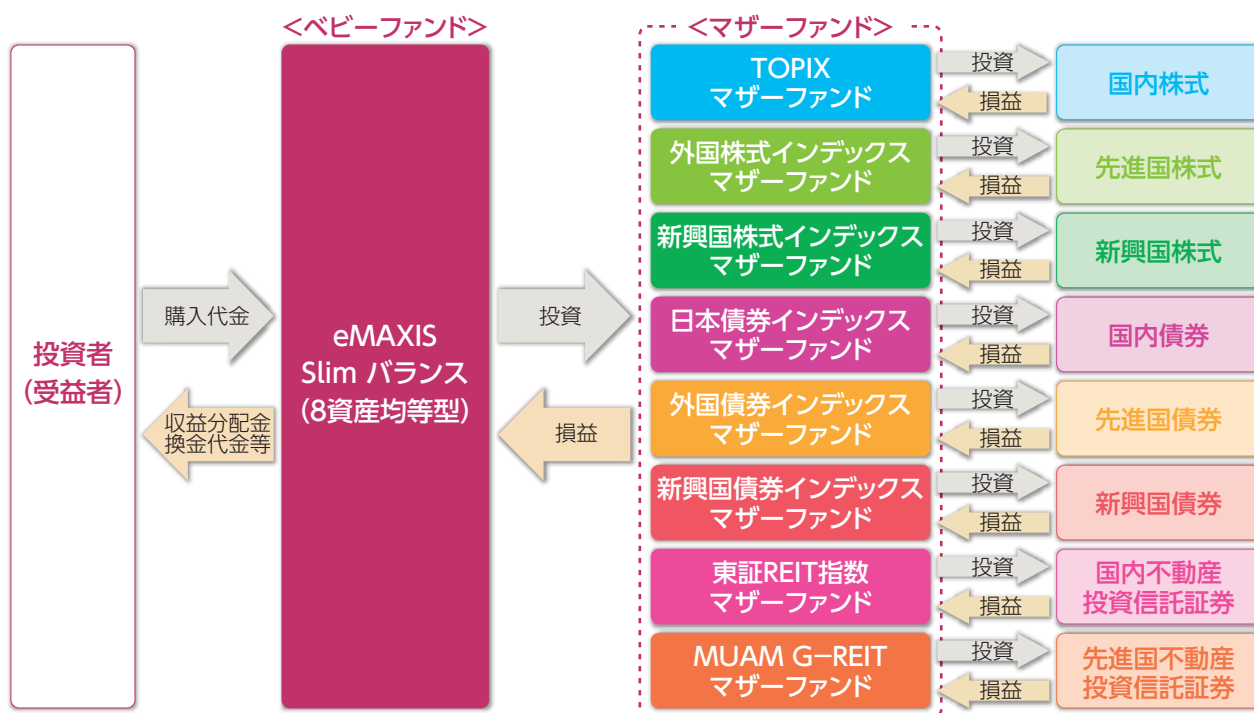 <ベビーファンド>
<マザーファンド>
投資者
(受益者)
購入代金
収益分配金
換金代金等
eMAXIS
Slim バランス
(8資産均等型)
投資
損益
TOPIX
マザーファンド
投資
損益
国内株式
外国株式インデックス
マザーファンド
投資
損益
先進国株式
新興国株式インデックス
マザーファンド
投資
損益
新興国株式
日本債券インデックス
マザーファンド
投資
損益
国内債券
外国債券インデックス
マザーファンド
投資
損益
先進国債券
新興国債券インデックス
マザーファンド
投資
損益
新興国債券
東証REIT指数
マザーファンド
投資
損益
国内不動産
投資信託証券
MUAM G−REIT
マザーファンド
投資
損益
先進国不動産
投資信託証券